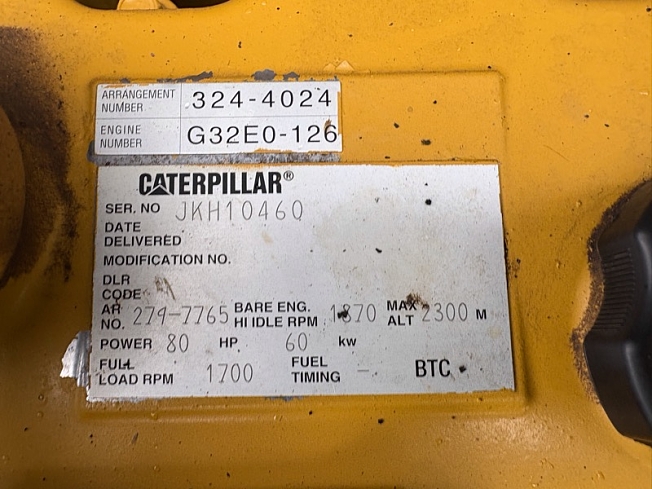 ARRANGEMENT NUMBER 324-4024
ENGINE NUMBER G32E0-126
CATERPILLAR®
SER. NO JKH10460
DATE DELIVERED
MODIFICATION NO.
DLR CODE
AR NO. 279-7765 BARE ENG. HI IDLE RPM 1870 MAX ALT 2300 M
POWER 80 HP 60 kw
FULL LOAD RPM 1700 FUEL TIMING - BTC